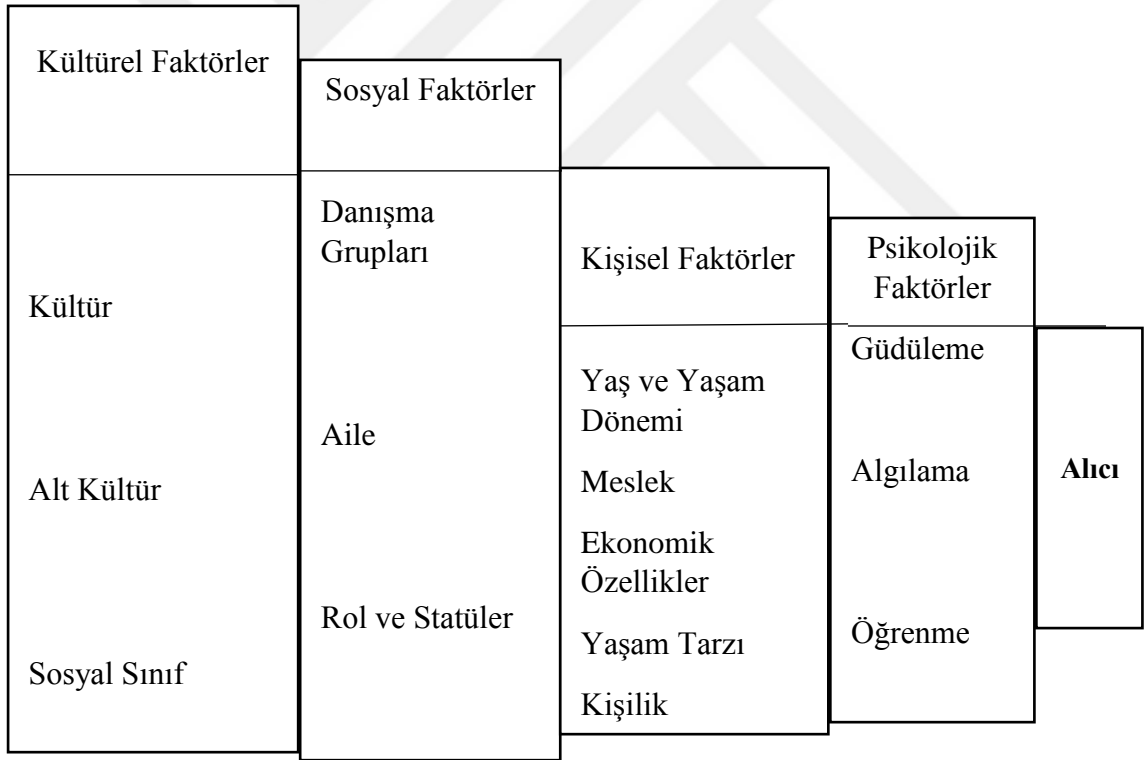 Kültürel Faktörler
Kültür
Alt Kültür
Sosyal Sınıf
Sosyal Faktörler
Danışma
Grupları
Aile
Rol ve Statüler
Kişisel Faktörler
Yaş ve Yaşam
Dönemi
Meslek
Ekonomik
Özellikler
Yaşam Tarzı
Kişilik
Psikolojik
Faktörler
Güdüleme
Algılama
Öğrenme
Alıcı